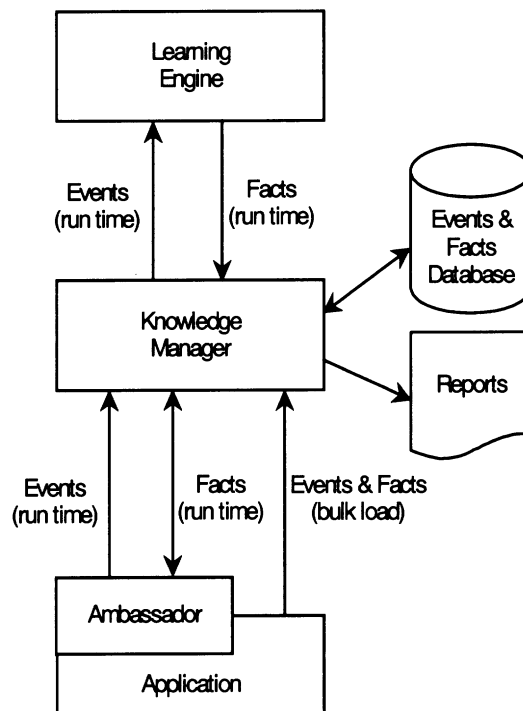 Learning
Engine
Events
(run time)
Facts
(run time)
Events &
Facts
Database
Knowledge
Manager
Reports
Events
(run time)
Facts
(run time)
Events & Facts
(bulk load)
Ambassador
Application